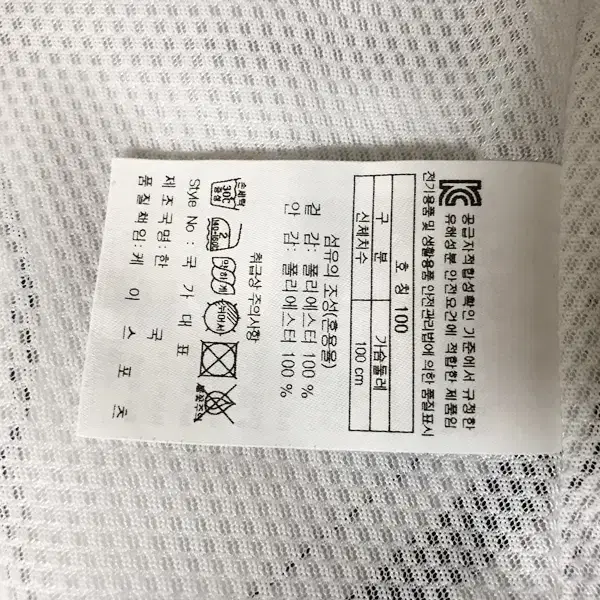 공급자적합성확인 기준에서 규정한
유해성분 안전요건에 적합한 제품임
전기용품 및 생활용품 안전관리법에 의한 품질표시
호 칭 100
구 분 가슴둘레
신체치수 100 cm
섬유의 조성(혼용율)
겉 감: 폴리에스터 100 %
안 감: 폴리에스터 100 %
취급상 주의사항
손세탁 30℃ 중성
약하게
Style No : 국 가 대 표
제 조 국 명 : 한 국
품 질 책 임 : 케 이 스 포 츠